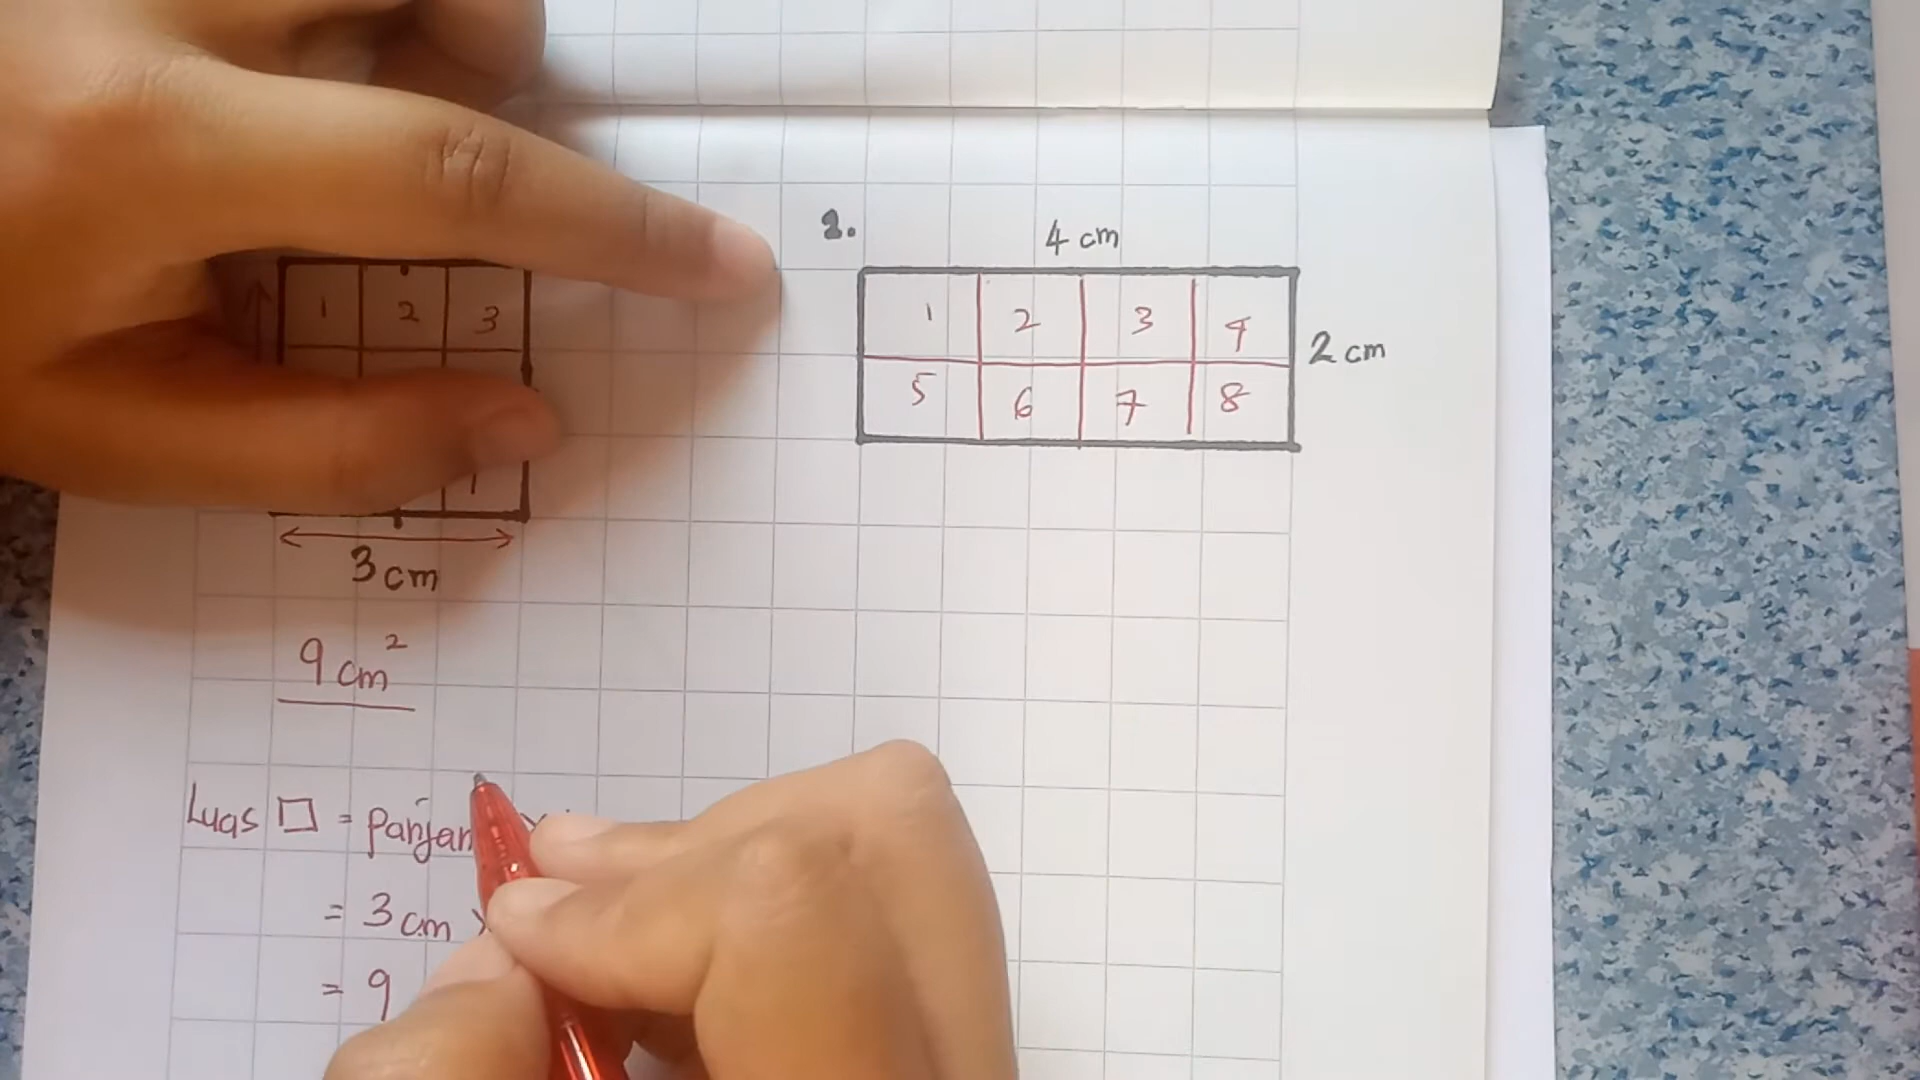 1 2 3
3 cm
9 cm²
Luas □ =
= 3 cm
= 9
2.
4 cm
1 2 3 4
5 6 7 8
2 cm